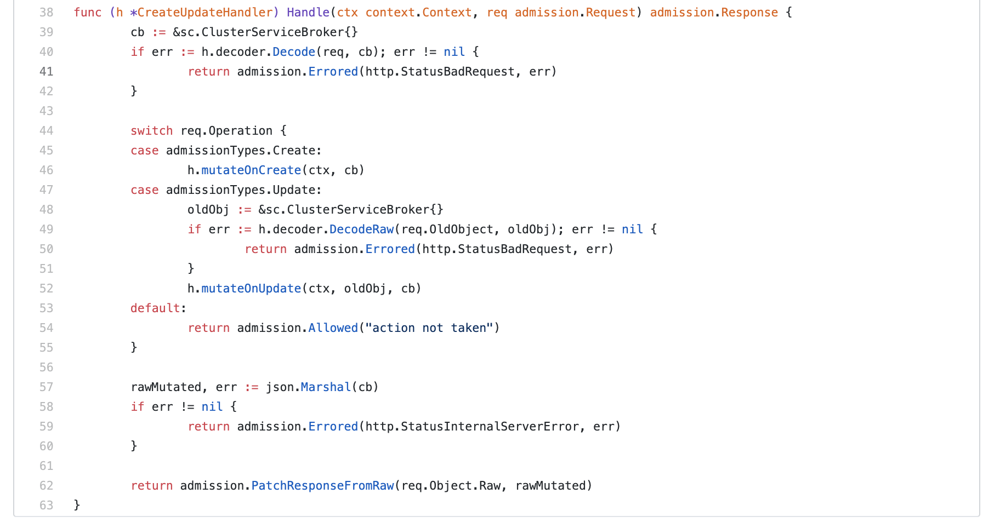 38 func (h *CreateUpdateHandler) Handle(ctx context.Context, req admission.Request) admission.Response {
39 cb := &sc.ClusterServiceBroker{}
40 if err := h.decoder.Decode(req, cb); err != nil {
41 return admission.Errored(http.StatusBadRequest, err)
42 }
43
44 switch req.Operation {
45 case admissionTypes.Create:
46 h.mutateOnCreate(ctx, cb)
47 case admissionTypes.Update:
48 oldObj := &sc.ClusterServiceBroker{}
49 if err := h.decoder.DecodeRaw(req.OldObject, oldObj); err != nil {
50 return admission.Errored(http.StatusBadRequest, err)
51 }
52 h.mutateOnUpdate(ctx, oldObj, cb)
53 default:
54 return admission.Allowed("action not taken")
55 }
56
57 rawMutated, err := json.Marshal(cb)
58 if err != nil {
59 return admission.Errored(http.StatusInternalServerError, err)
60 }
61
62 return admission.PatchResponseFromRaw(req.Object.Raw, rawMutated)
63 }